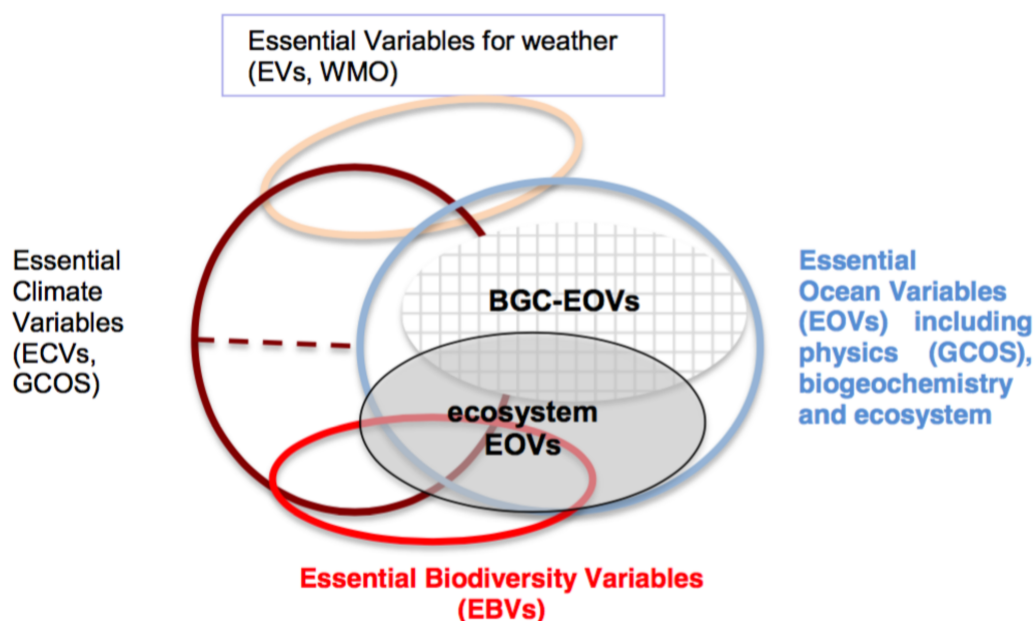 Essential Variables for weather
(EVs, WMO)
Essential
Climate
Variables
(ECVs,
GCOS)
BGC-EOVs
ecosystem
EOVs
Essential
Ocean Variables
(EOVs) including
physics (GCOS),
biogeochemistry
and ecosystem
Essential Biodiversity Variables
(EBVs)